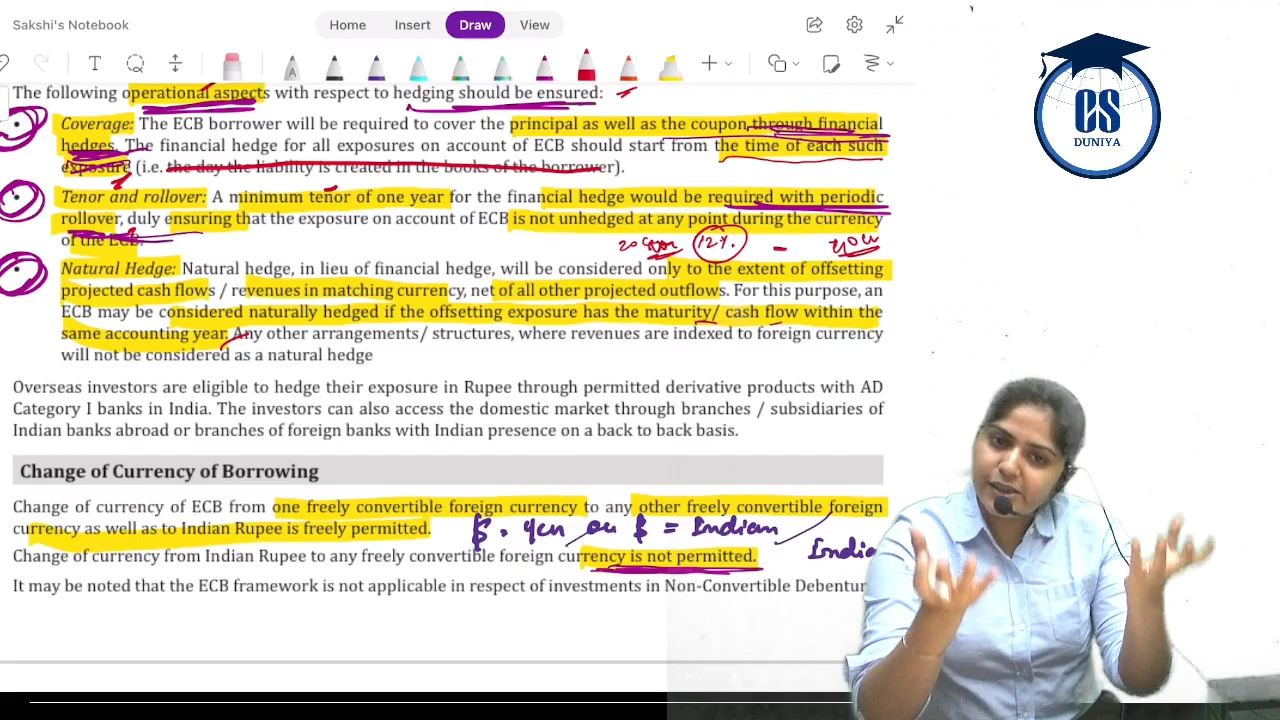 Sakshi's Notebook
Home Insert Draw View
The following operational aspects with respect to hedging should be ensured:
Coverage: The ECB borrower will be required to cover the principal as well as the coupon through financial
hedges. The financial hedge for all exposures on account of ECB should start from the time of each such
exposure (i.e. the day the liability is created in the books of the borrower).
Tenor and rollover: A minimum tenor of one year for the financial hedge would be required with periodic
rollover, duly ensuring that the exposure on account of ECB is not unhedged at any point during the currency
of the ECB.
12%.
Natural Hedge: Natural hedge, in lieu of financial hedge, will be considered only to the extent of offsetting
projected cash flows / revenues in matching currency, net of all other projected outflows. For this purpose, an
ECB may be considered naturally hedged if the offsetting exposure has the maturity/ cash flow within the
same accounting year. Any other arrangements/ structures, where revenues are indexed to foreign currency
will not be considered as a natural hedge
Overseas investors are eligible to hedge their exposure in Rupee through permitted derivative products with AD
Category I banks in India. The investors can also access the domestic market through branches / subsidiaries of
Indian banks abroad or branches of foreign banks with Indian presence on a back to back basis.
Change of Currency of Borrowing
Change of currency of ECB from one freely convertible foreign currency to any other freely convertible foreign
currency as well as to Indian Rupee is freely permitted.
$ . yen or $ = Indian
Change of currency from Indian Rupee to any freely convertible foreign currency is not permitted.
India
It may be noted that the ECB framework is not applicable in respect of investments in Non-Convertible Debentur
CS
DUNIYA